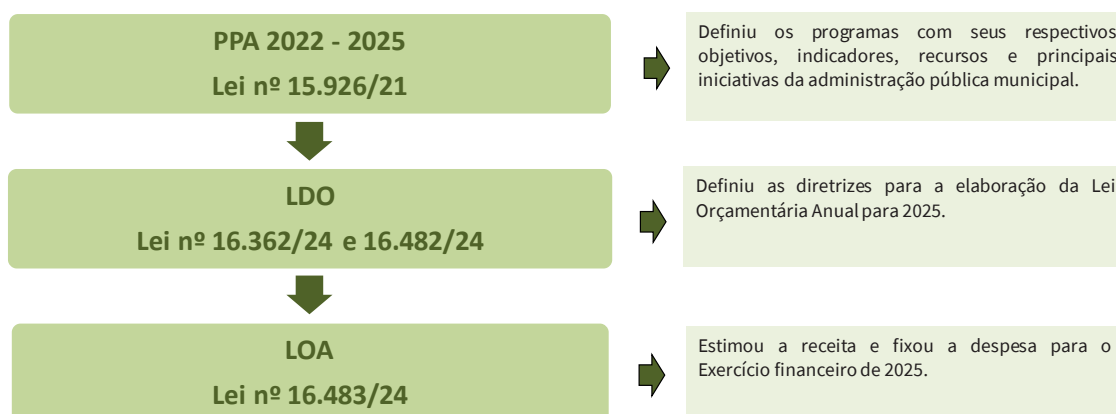 PPA 2022 - 2025
Lei nº 15.926/21
Definiu os programas com seus respectivos
objetivos, indicadores, recursos e principais
iniciativas da administração pública municipal.
LDO
Lei nº 16.362/24 e 16.482/24
Definiu as diretrizes para a elaboração da Lei
Orçamentária Anual para 2025.
LOA
Lei nº 16.483/24
Estimou a receita e fixou a despesa para o
Exercício financeiro de 2025.